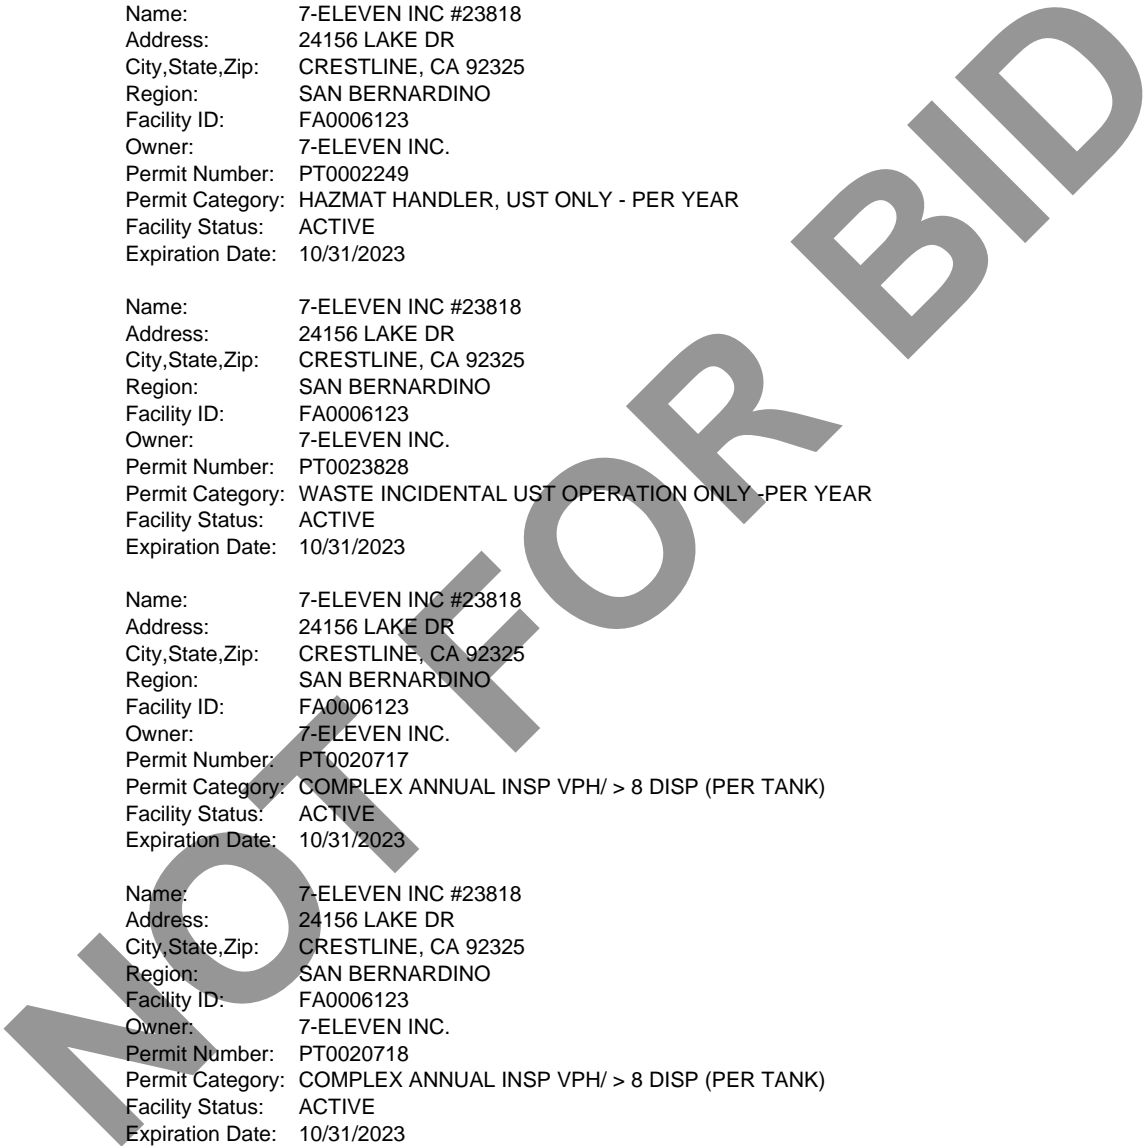 Name: 7-ELEVEN INC #23818
Address: 24156 LAKE DR
City,State,Zip: CRESTLINE, CA 92325
Region: SAN BERNARDINO
Facility ID: FA0006123
Owner: 7-ELEVEN INC.
Permit Number: PT0002249
Permit Category: HAZMAT HANDLER, UST ONLY - PER YEAR
Facility Status: ACTIVE
Expiration Date: 10/31/2023
Name: 7-ELEVEN INC #23818
Address: 24156 LAKE DR
City,State,Zip: CRESTLINE, CA 92325
Region: SAN BERNARDINO
Facility ID: FA0006123
Owner: 7-ELEVEN INC.
Permit Number: PT0023828
Permit Category: WASTE INCIDENTAL UST OPERATION ONLY -PER YEAR
Facility Status: ACTIVE
Expiration Date: 10/31/2023
Name: 7-ELEVEN INC #23818
Address: 24156 LAKE DR
City,State,Zip: CRESTLINE, CA 92325
Region: SAN BERNARDINO
Facility ID: FA0006123
Owner: 7-ELEVEN INC.
Permit Number: PT0020717
Permit Category: COMPLEX ANNUAL INSP VPH/ > 8 DISP (PER TANK)
Facility Status: ACTIVE
Expiration Date: 10/31/2023
Name: 7-ELEVEN INC #23818
Address: 24156 LAKE DR
City,State,Zip: CRESTLINE, CA 92325
Region: SAN BERNARDINO
Facility ID: FA0006123
Owner: 7-ELEVEN INC.
Permit Number: PT0020718
Permit Category: COMPLEX ANNUAL INSP VPH/ > 8 DISP (PER TANK)
Facility Status: ACTIVE
Expiration Date: 10/31/2023
NOT FOR BID